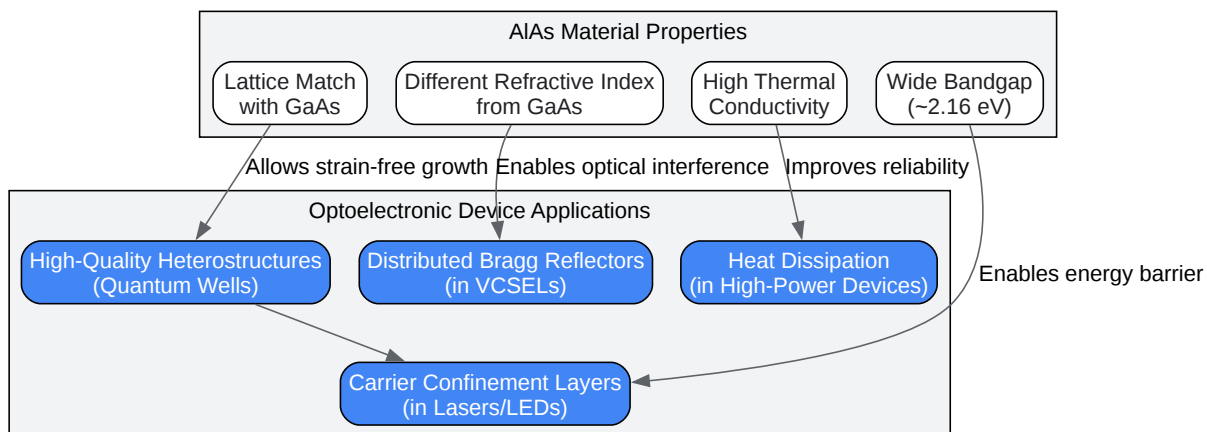 AlAs Material Properties
Lattice Match
with GaAs
Different Refractive Index
from GaAs
High Thermal
Conductivity
Wide Bandgap
(~2.16 eV)
Allows strain-free growth
Enables optical interference
Improves reliability
Optoelectronic Device Applications
High-Quality Heterostructures
(Quantum Wells)
Distributed Bragg Reflectors
(in VCSELs)
Heat Dissipation
(in High-Power Devices)
Enables energy barrier
Carrier Confinement Layers
(in Lasers/LEDs)